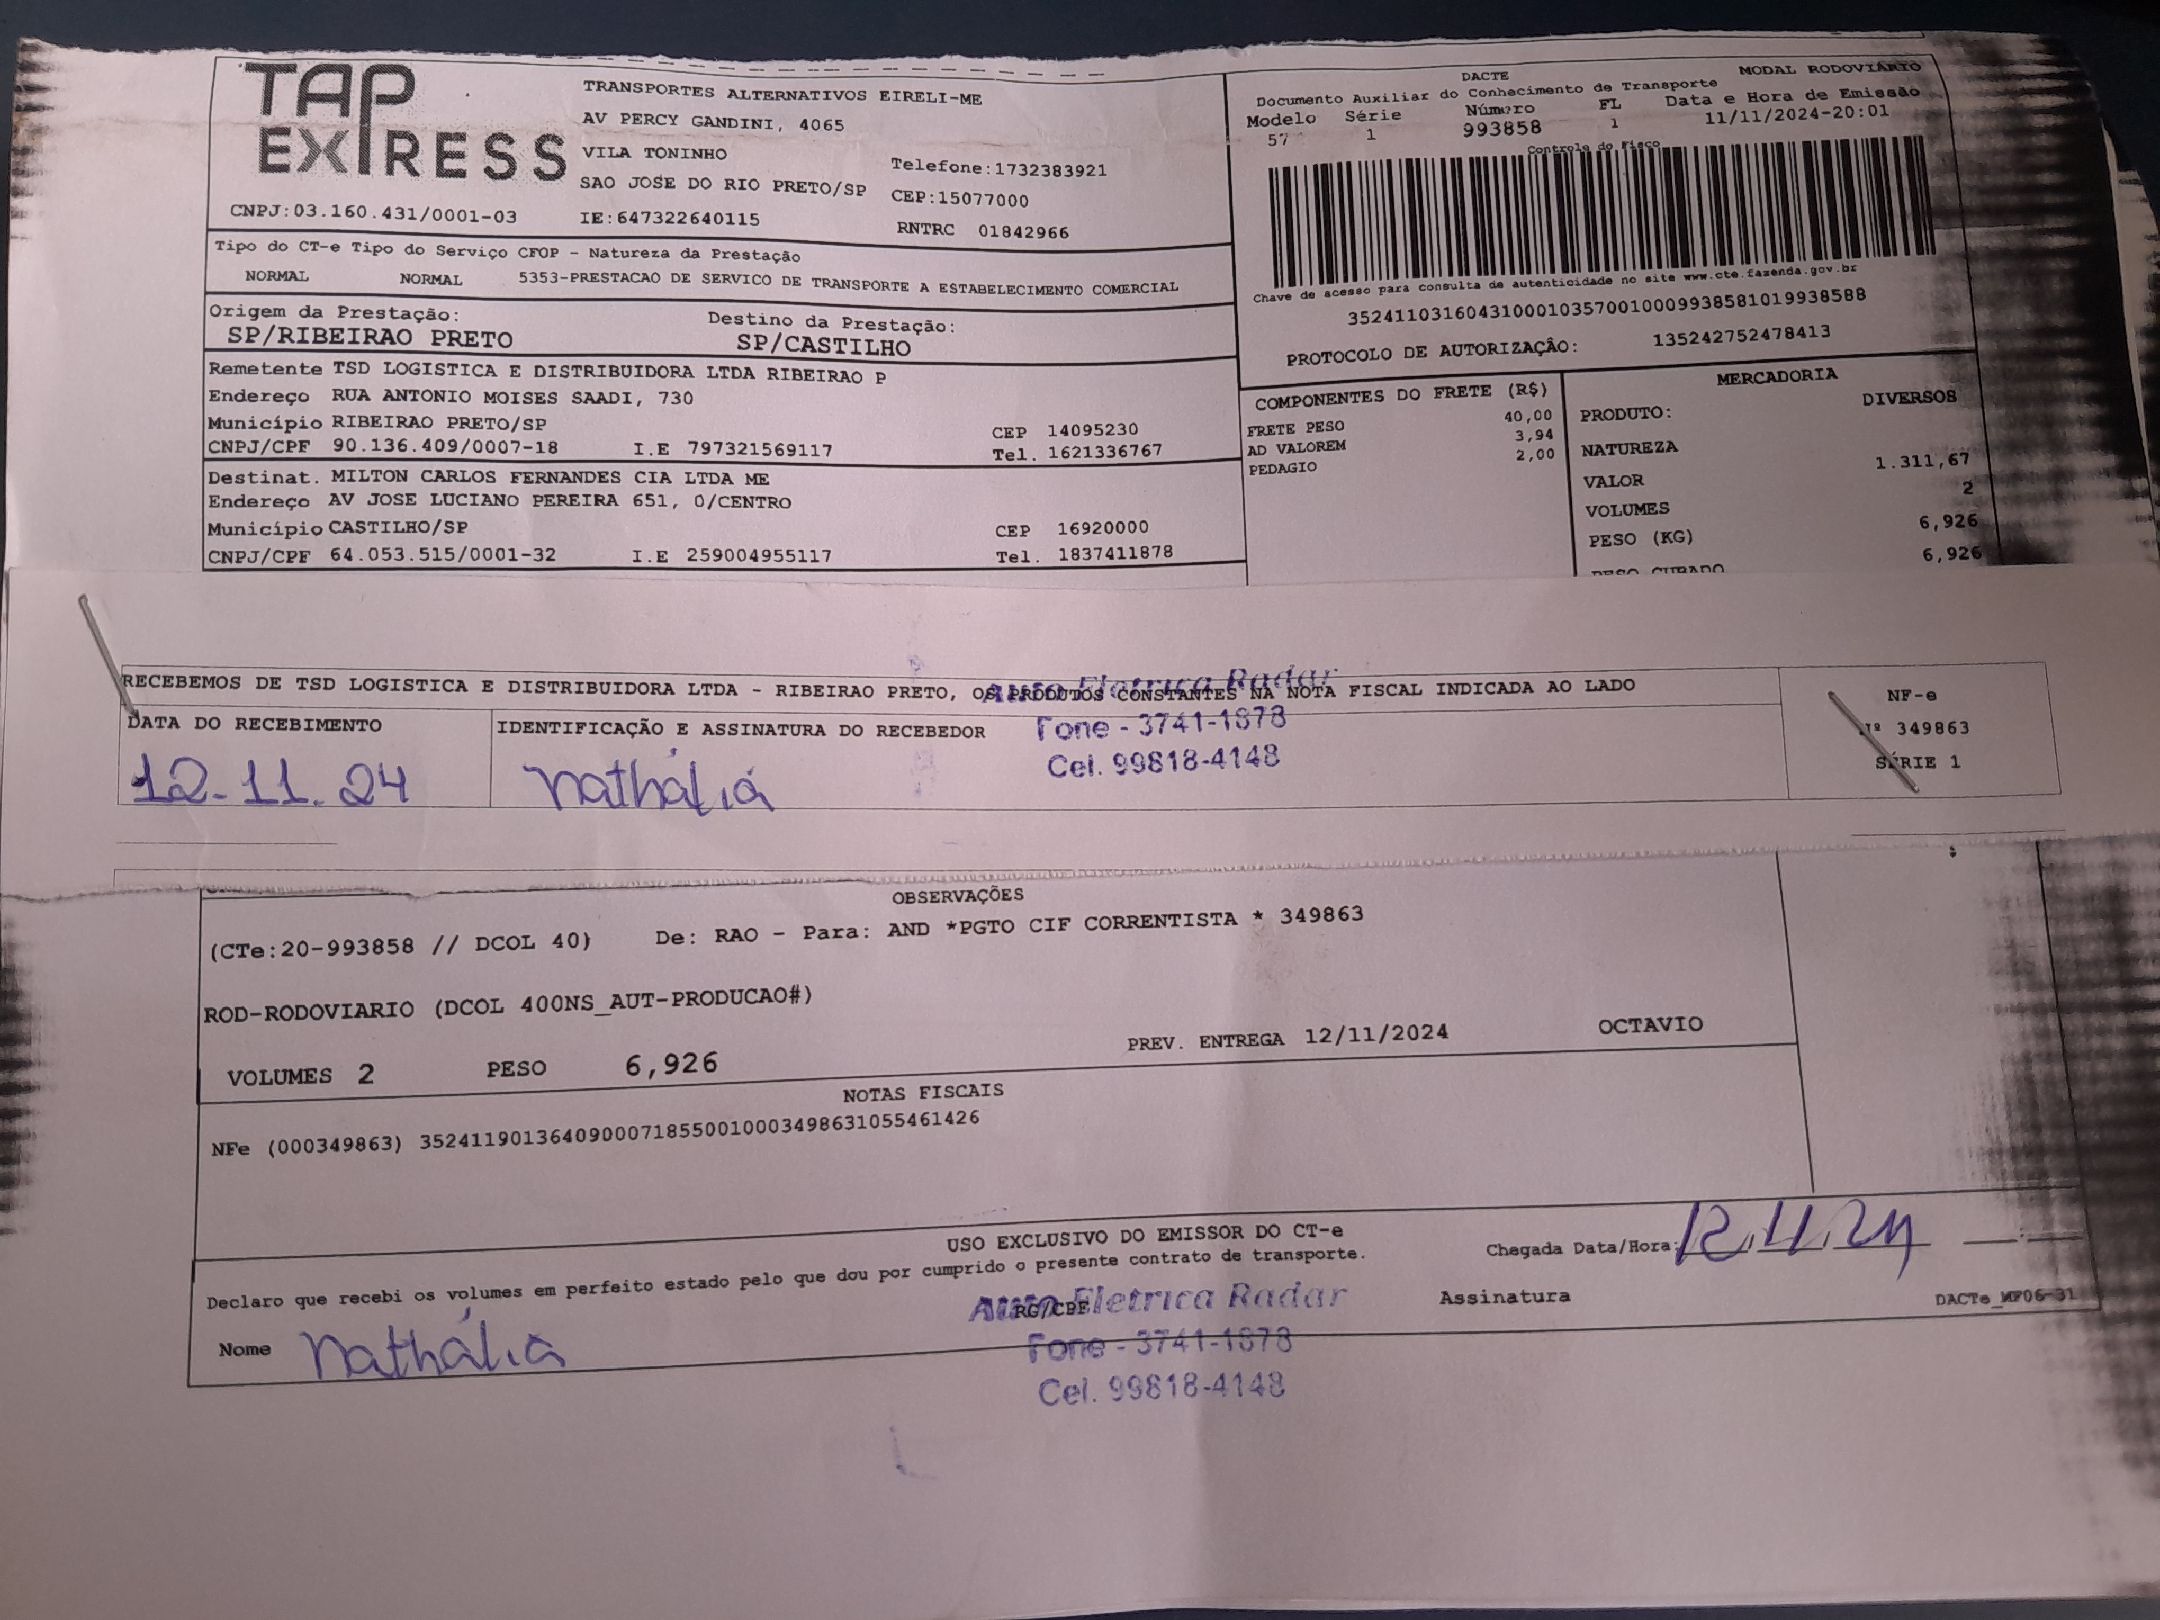 TAP EXPRESS
TRANSPORTES ALTERNATIVOS EIRELI-ME
AV PERCY GANDINI, 4065
VILA TONINHO
Telefone:1732383921
SAO JOSE DO RIO PRETO/SP
CEP:15077000
CNPJ:03.160.431/0001-03 IE:647322640115 RNTRC 01842966
DACTE MODAL RODOVIÁRIO
Documento Auxiliar do Conhecimento de Transporte
Modelo Série Número FL Data e Hora de Emissão
57 1 993858 1 11/11/2024-20:01
Controle do Fisco
Chave de acesso para consulta de autenticidade no site www.cte.fazenda.gov.br
35241103160431000103570010009938581019938588
PROTOCOLO DE AUTORIZAÇÃO: 135242752478413
Tipo do CT-e Tipo do Serviço CFOP - Natureza da Prestação
NORMAL NORMAL 5353-PRESTACAO DE SERVICO DE TRANSPORTE A ESTABELECIMENTO COMERCIAL
Origem da Prestação: Destino da Prestação:
SP/RIBEIRAO PRETO SP/CASTILHO
Remetente TSD LOGISTICA E DISTRIBUIDORA LTDA RIBEIRAO P
Endereço RUA ANTONIO MOISES SAADI, 730
Município RIBEIRAO PRETO/SP CEP 14095230
CNPJ/CPF 90.136.409/0007-18 I.E 797321569117 Tel. 1621336767
Destinat. MILTON CARLOS FERNANDES CIA LTDA ME
Endereço AV JOSE LUCIANO PEREIRA 651, 0/CENTRO
Município CASTILHO/SP CEP 16920000
CNPJ/CPF 64.053.515/0001-32 I.E 259004955117 Tel. 1837411878
COMPONENTES DO FRETE (R$)
FRETE PESO 40,00
AD VALOREM 3,94
PEDAGIO 2,00
MERCADORIA
PRODUTO: DIVERSOS
NATUREZA
VALOR 1.311,67
VOLUMES 2
PESO (KG) 6,926
PESO CUBADO 6,926
RECEBEMOS DE TSD LOGISTICA E DISTRIBUIDORA LTDA - RIBEIRAO PRETO, OS PRODUTOS CONSTANTES NA NOTA FISCAL INDICADA AO LADO
DATA DO RECEBIMENTO IDENTIFICAÇÃO E ASSINATURA DO RECEBEDOR
12.11.24 Nathália
Auto Eletrica Radar
Fone - 3741-1878
Cel. 99818-4148
NF-e
Nº 349863
SÉRIE 1
OBSERVAÇÕES
(CTe:20-993858 // DCOL 40) De: RAO - Para: AND *PGTO CIF CORRENTISTA * 349863
ROD-RODOVIARIO (DCOL 400NS_AUT-PRODUCAO#)
VOLUMES 2 PESO 6,926 PREV. ENTREGA 12/11/2024 OCTAVIO
NOTAS FISCAIS
NFe (000349863) 35241190136409000718550010003498631055461426
USO EXCLUSIVO DO EMISSOR DO CT-e
Declaro que recebi os volumes em perfeito estado pelo que dou por cumprido o presente contrato de transporte.
Chegada Data/Hora: 12.11.24
Nome Nathália RG/CPF Assinatura DACTe_MF06-31
Auto Eletrica Radar
Fone - 3741-1878
Cel. 99818-4148